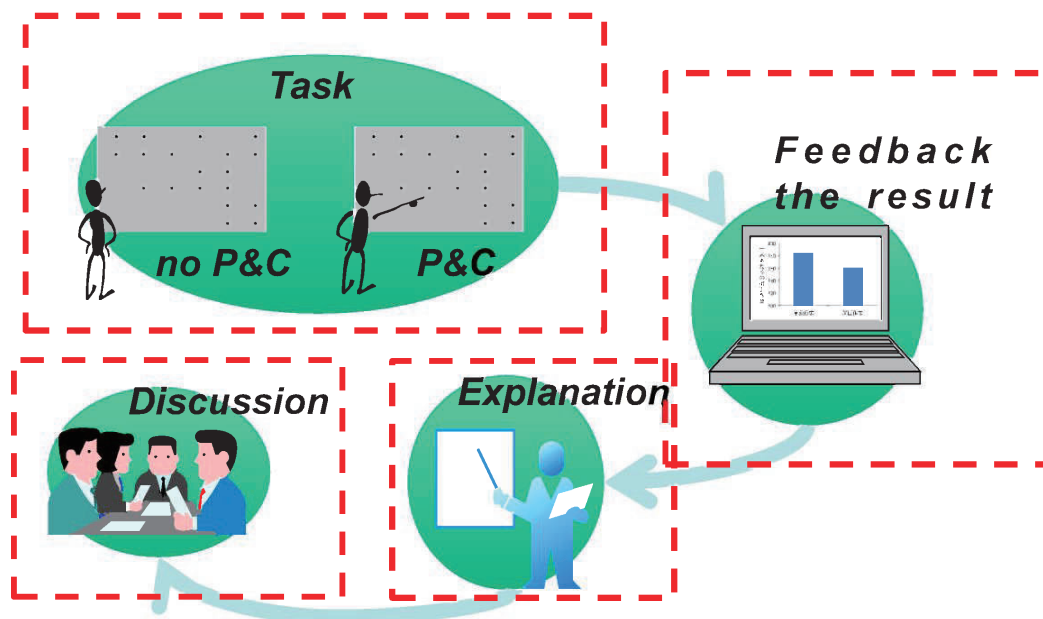 Task
no P&C
P&C
Feedback
the result
Discussion
Explanation